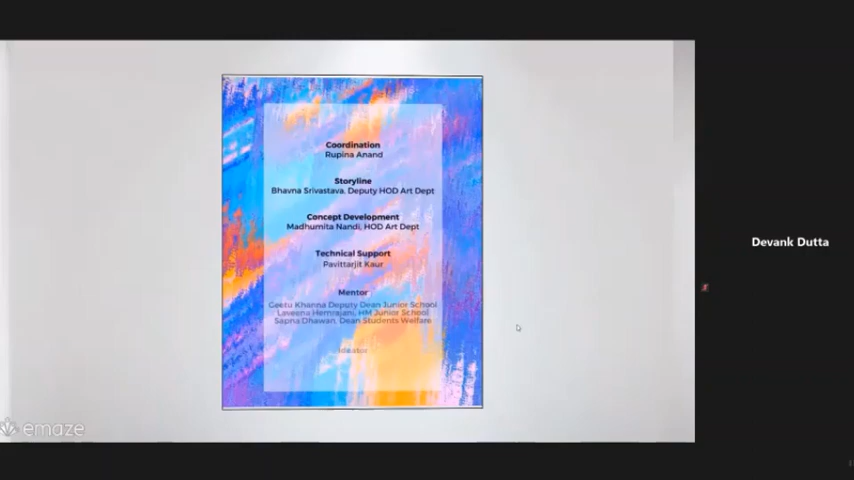 Coordination
Rupina Anand
Storyline
Bhavna Srivastava, Deputy HOD Art Dept
Concept Development
Madhumita Nandi, HOD Art Dept
Technical Support
Pavittarjit Kaur
Mentor
Geetu Khanna Deputy Dean Junior School
Laveena Hemrajani, HM Junior School
Sapna Dhawan, Dean Students Welfare
Devank Dutta
emaze